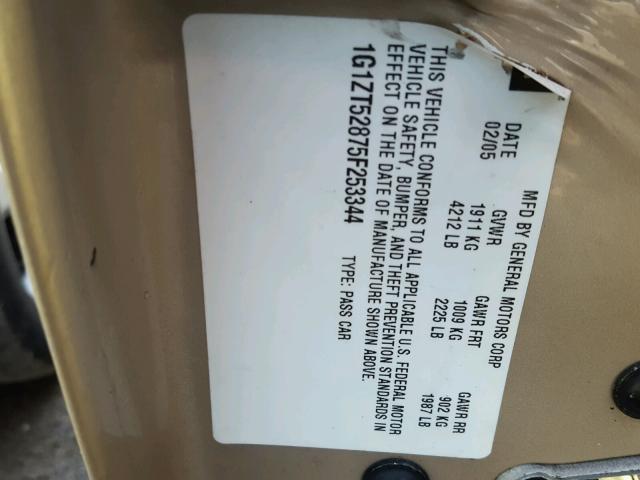 MFD BY GENERAL MOTORS CORP
DATE GVWR GAWR FRT GAWR RR
02/05 1911 KG 1009 KG 902 KG
4212 LB 2225 LB 1987 LB
THIS VEHICLE CONFORMS TO ALL APPLICABLE U.S. FEDERAL MOTOR
VEHICLE SAFETY, BUMPER, AND THEFT PREVENTION STANDARDS IN
EFFECT ON THE DATE OF MANUFACTURE SHOWN ABOVE.
1G1ZT52875F253344 TYPE: PASS CAR